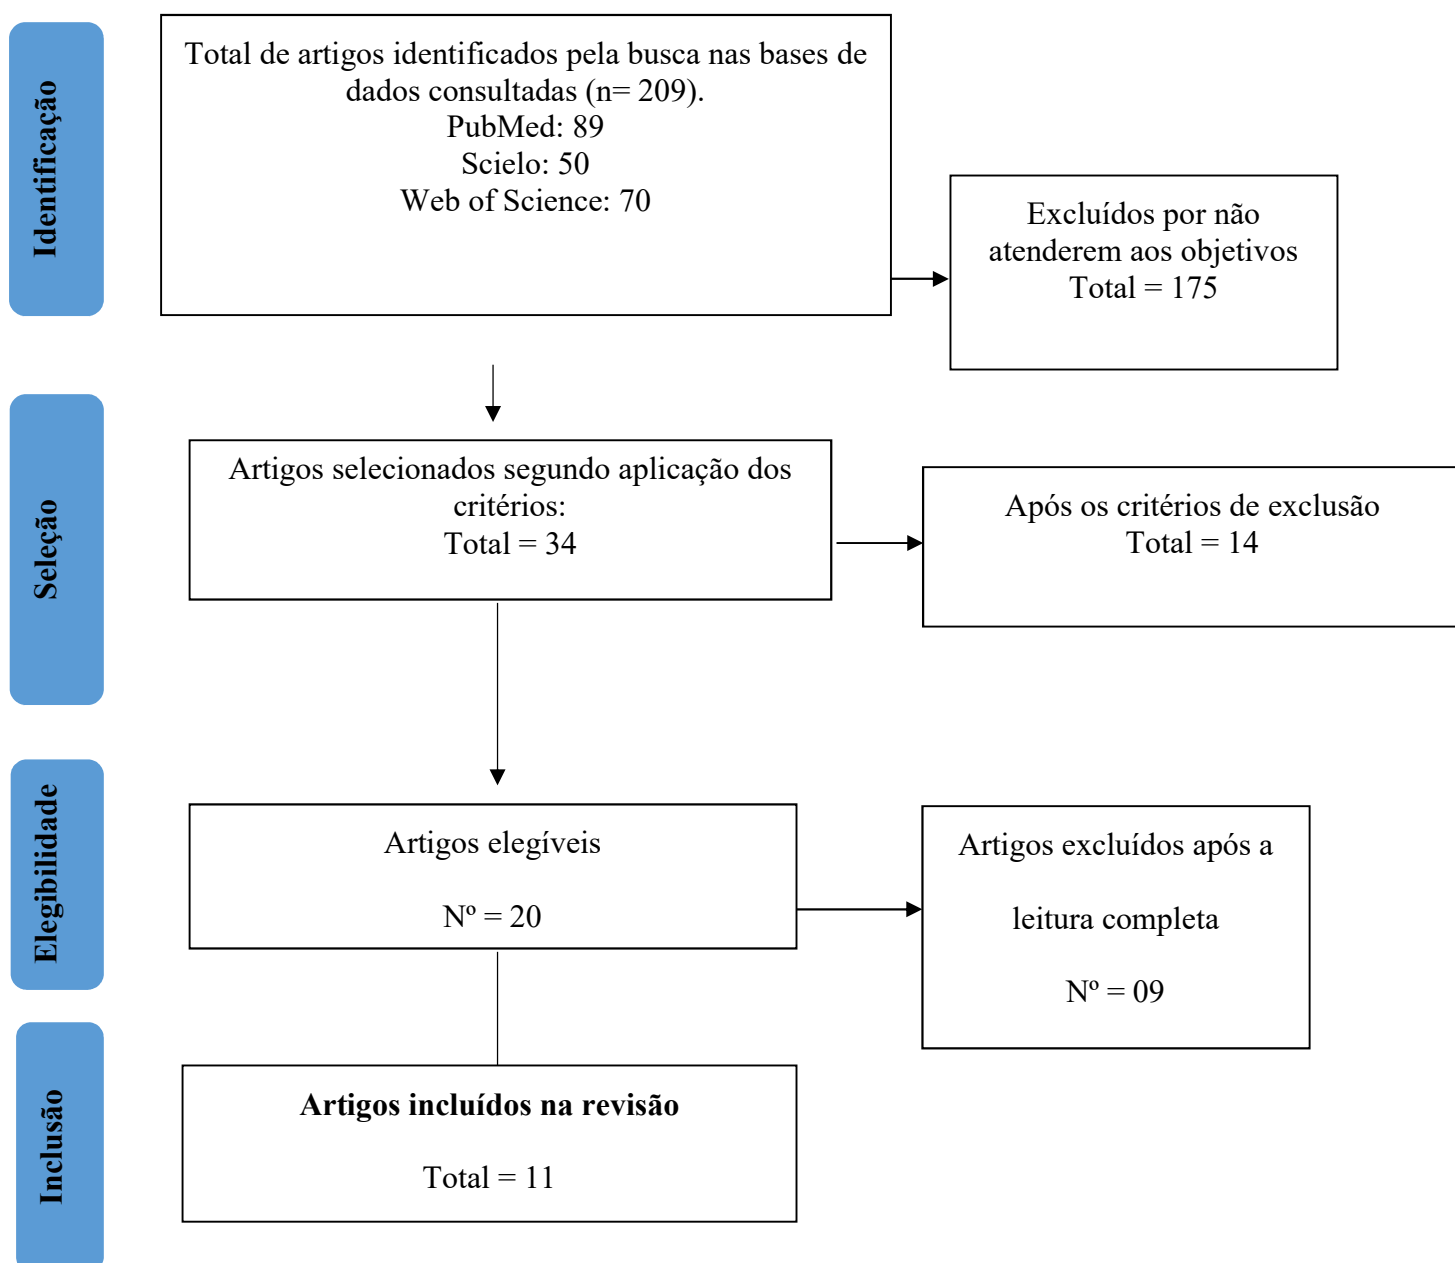 Identificação
Total de artigos identificados pela busca nas bases de
dados consultadas (n= 209).
PubMed: 89
Scielo: 50
Web of Science: 70
Excluídos por não
atenderem aos objetivos
Total = 175
Seleção
Artigos selecionados segundo aplicação dos
critérios:
Total = 34
Após os critérios de exclusão
Total = 14
Elegibilidade
Artigos elegíveis
Nº = 20
Artigos excluídos após a
leitura completa
Nº = 09
Inclusão
Artigos incluídos na revisão
Total = 11